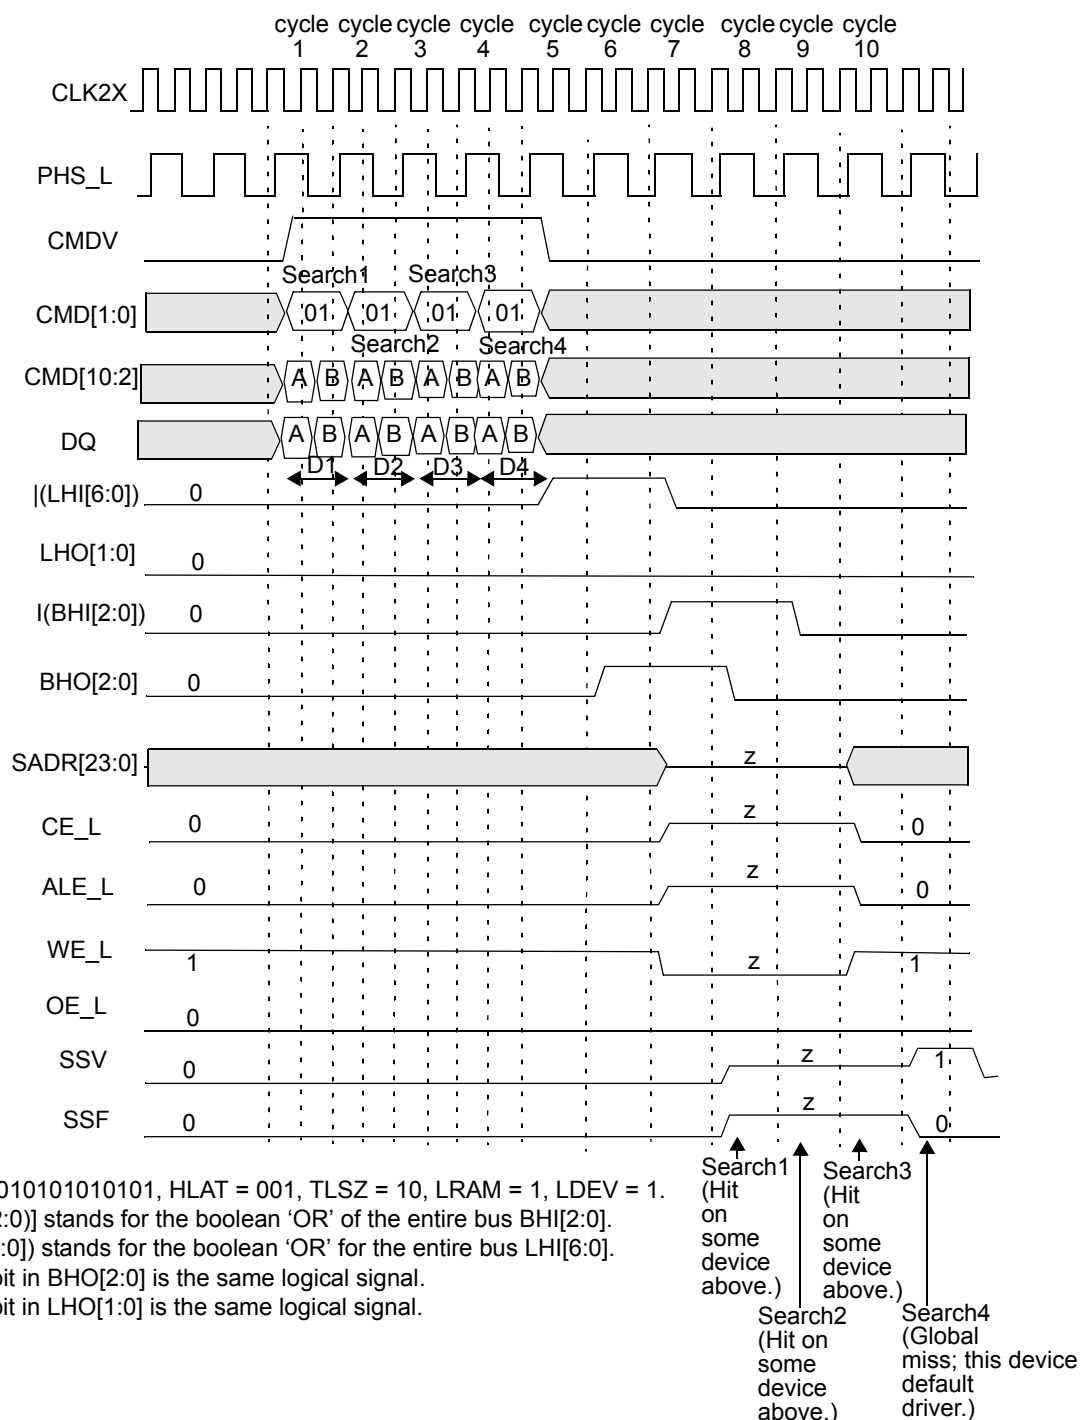 cycle cycle cycle cycle cycle cycle cycle cycle cycle cycle
1 2 3 4 5 6 7 8 9 10
CLK2X
PHS_L
CMDV
Search1 Search3
CMD[1:0] 01 01 01 01
Search2 Search4
CMD[10:2] A B A B A B A B
DQ A B A B A B A B
D1 D2 D3 D4
|(LHI[6:0]) 0
LHO[1:0] 0
I(BHI[2:0]) 0
BHO[2:0] 0
SADR[23:0] z
CE_L 0 z 0
ALE_L 0 z 0
WE_L 1 z 1
OE_L 0
SSV 0 z 1
SSF 0 z 0
Search1
(Hit
on
some
device
above.)
Search3
(Hit
on
some
device
above.)
Search2
(Hit on
some
device
above.)
Search4
(Global
miss; this device
default
driver.)
010101010101, HLAT = 001, TLSZ = 10, LRAM = 1, LDEV = 1.
2:0)] stands for the boolean ‘OR’ of the entire bus BHI[2:0].
:0]) stands for the boolean ‘OR’ for the entire bus LHI[6:0].
bit in BHO[2:0] is the same logical signal.
bit in LHO[1:0] is the same logical signal.